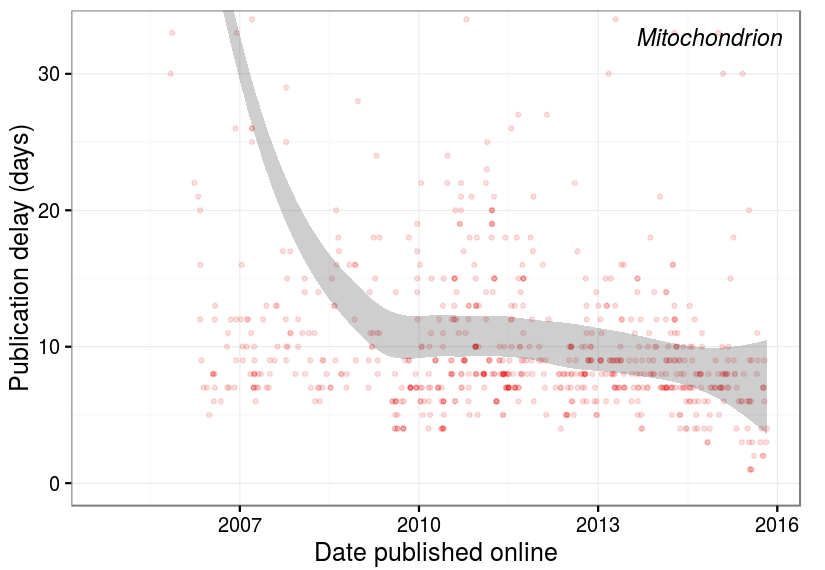 Mitochondrion
Publication delay (days)
30
20
10
0
2007 2010 2013 2016
Date published online